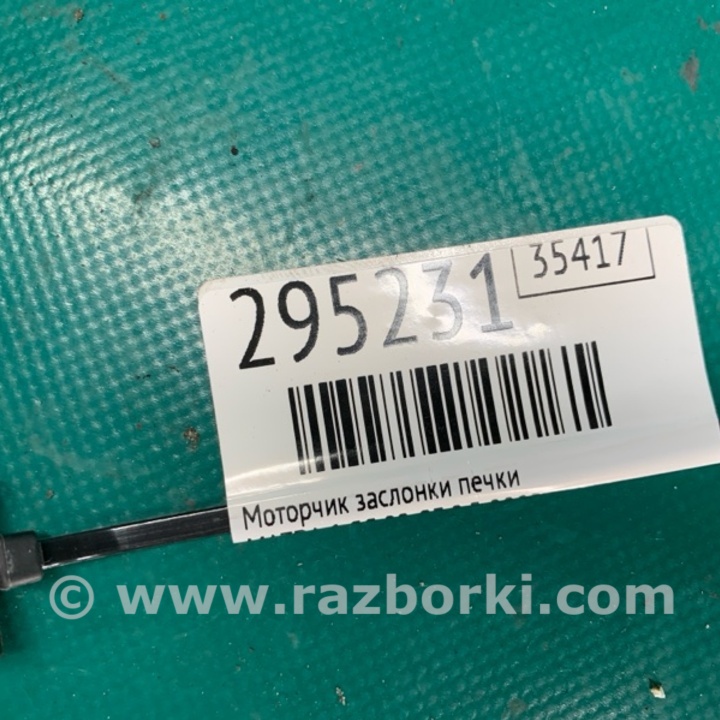 295231 35417
Моторчик заслонки печки
© www.razborki.com